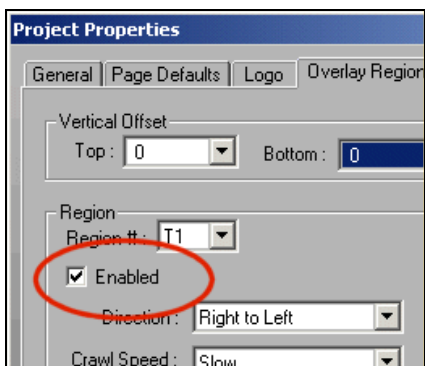 Project Properties
General Page Defaults Logo Overlay Region
Vertical Offset
Top : 0 Bottom : 0
Region
Region # : T1
Enabled
Direction : Right to Left
Crawl Speed : Slow